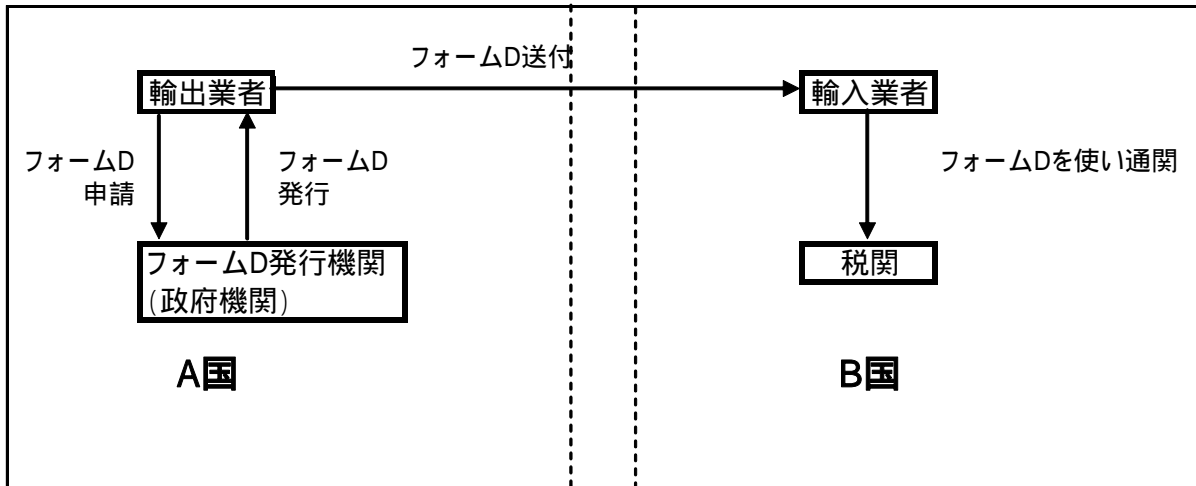 フォームD送付
輸出業者
輸入業者
フォームD
申請
フォームD
発行
フォームDを使い通関
フォームD発行機関
(政府機関)
税関
A国
B国